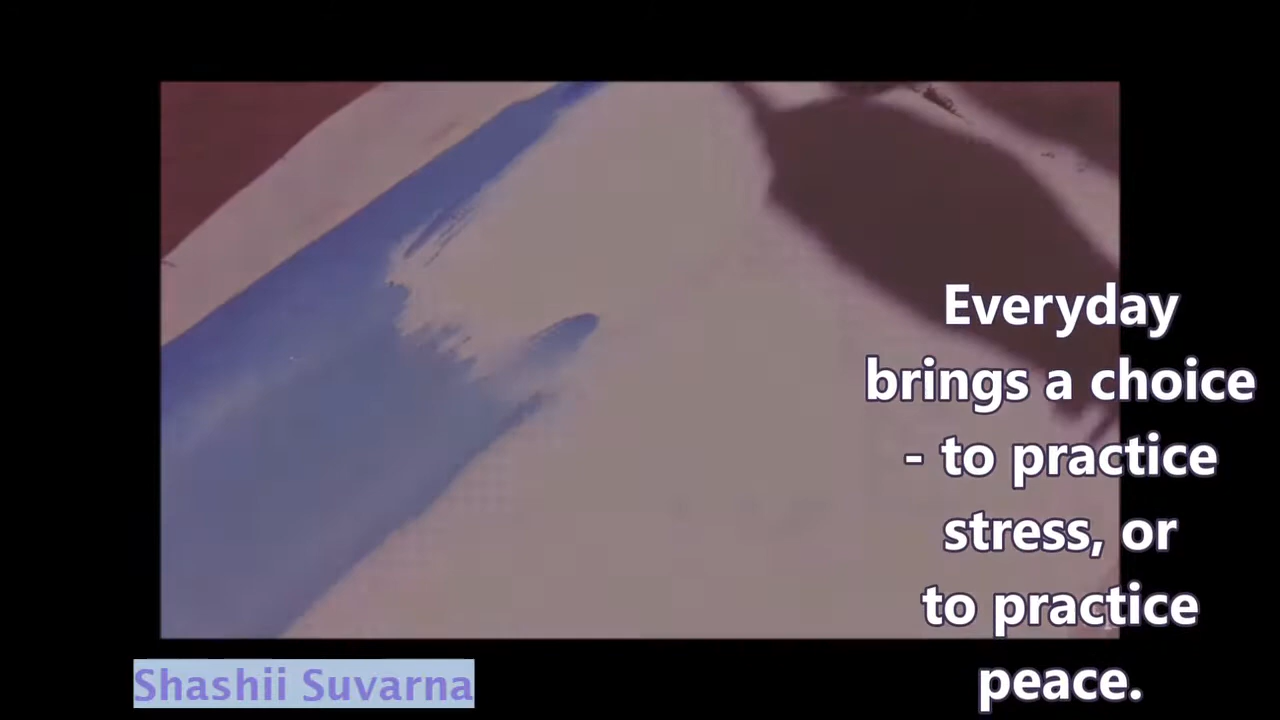 Everyday
brings a choice
- to practice
stress, or
to practice
peace.
Shashii Suvarna